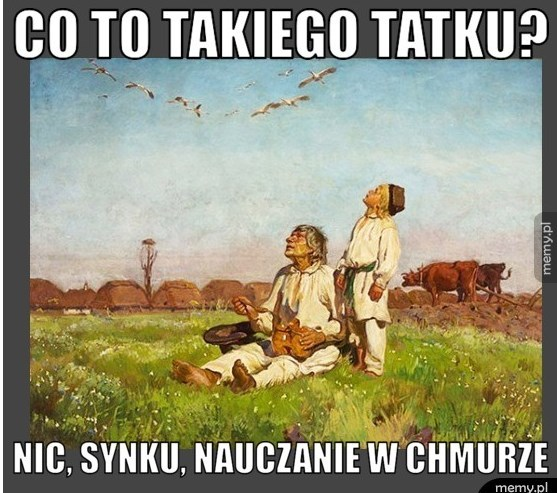 CO TO TAKIEGO TATKU?
memy.pl
NIC, SYNKU, NAUCZANIE W CHMURZE
memy.pl